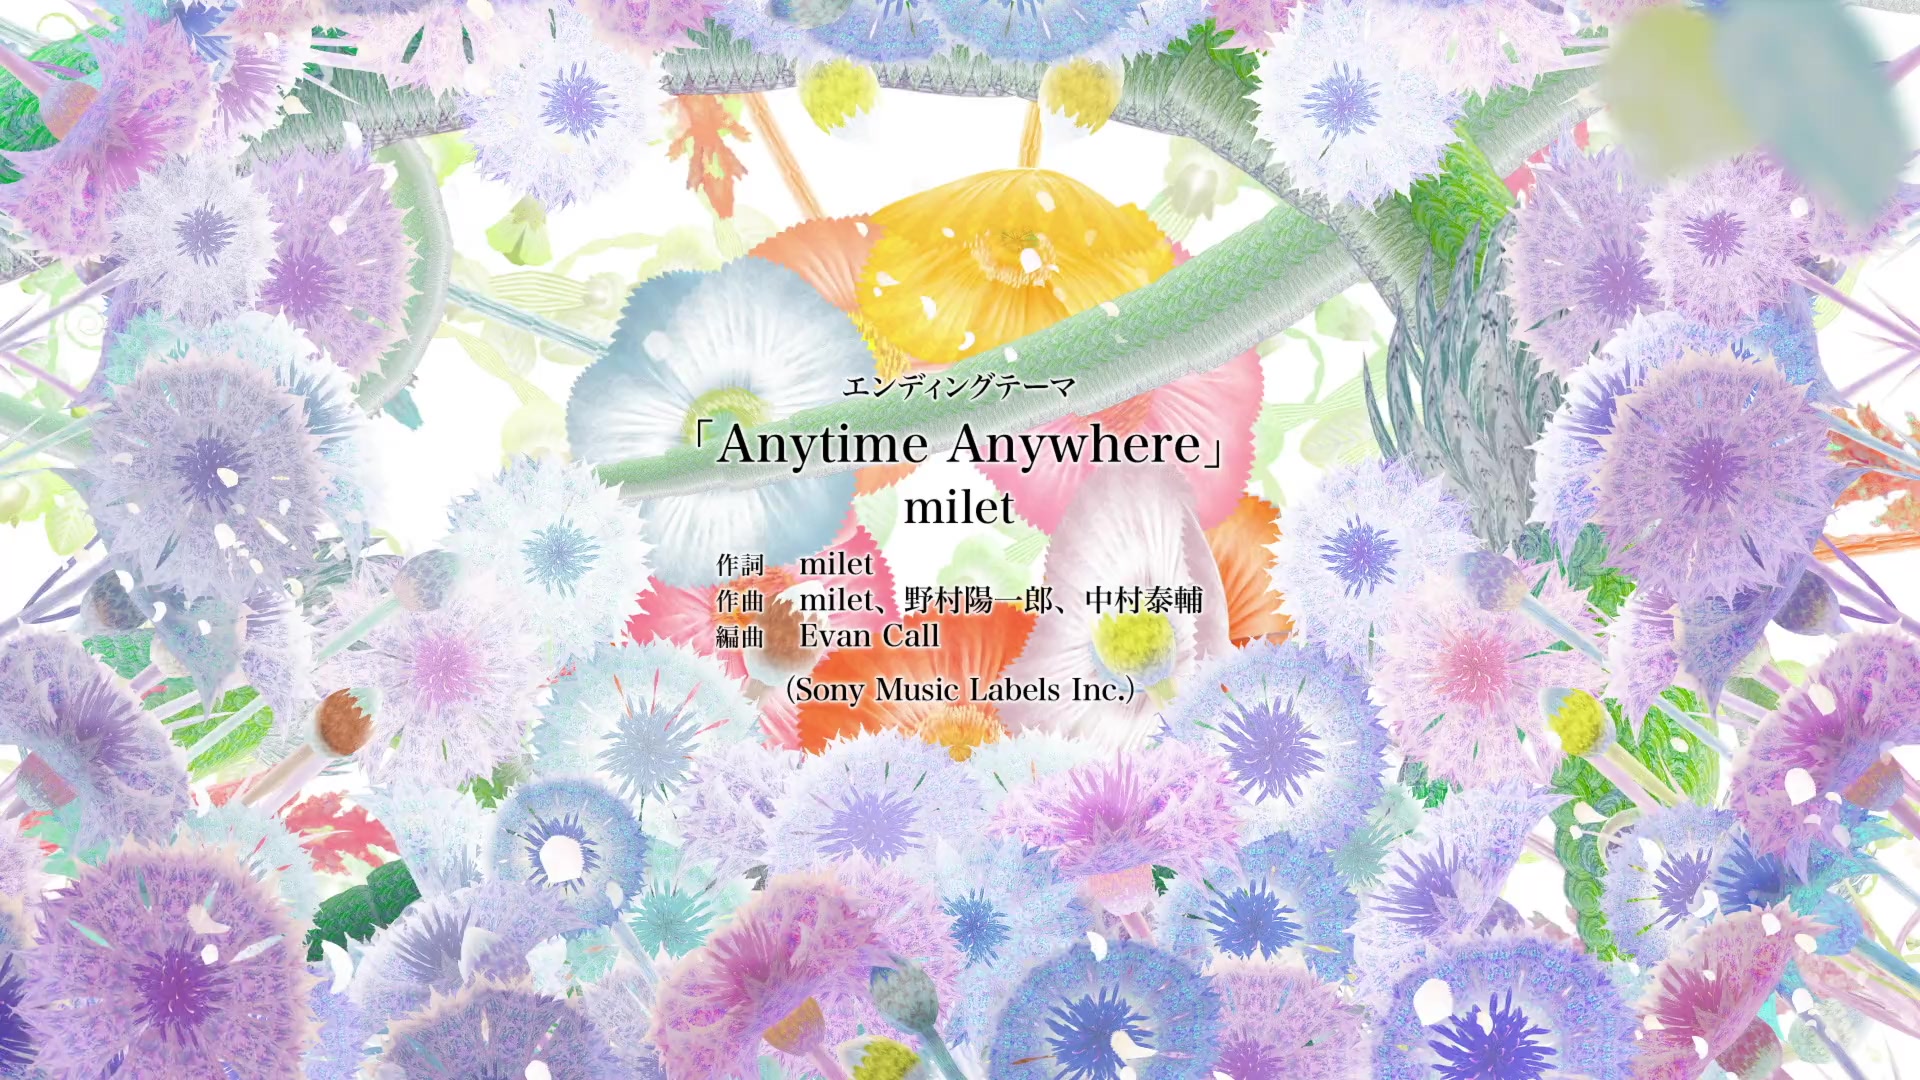 エンディングテーマ
「Anytime Anywhere」
milet
作詞 milet
作曲 milet、野村陽一郎、中村泰輔
編曲 Evan Call
(Sony Music Labels Inc.)